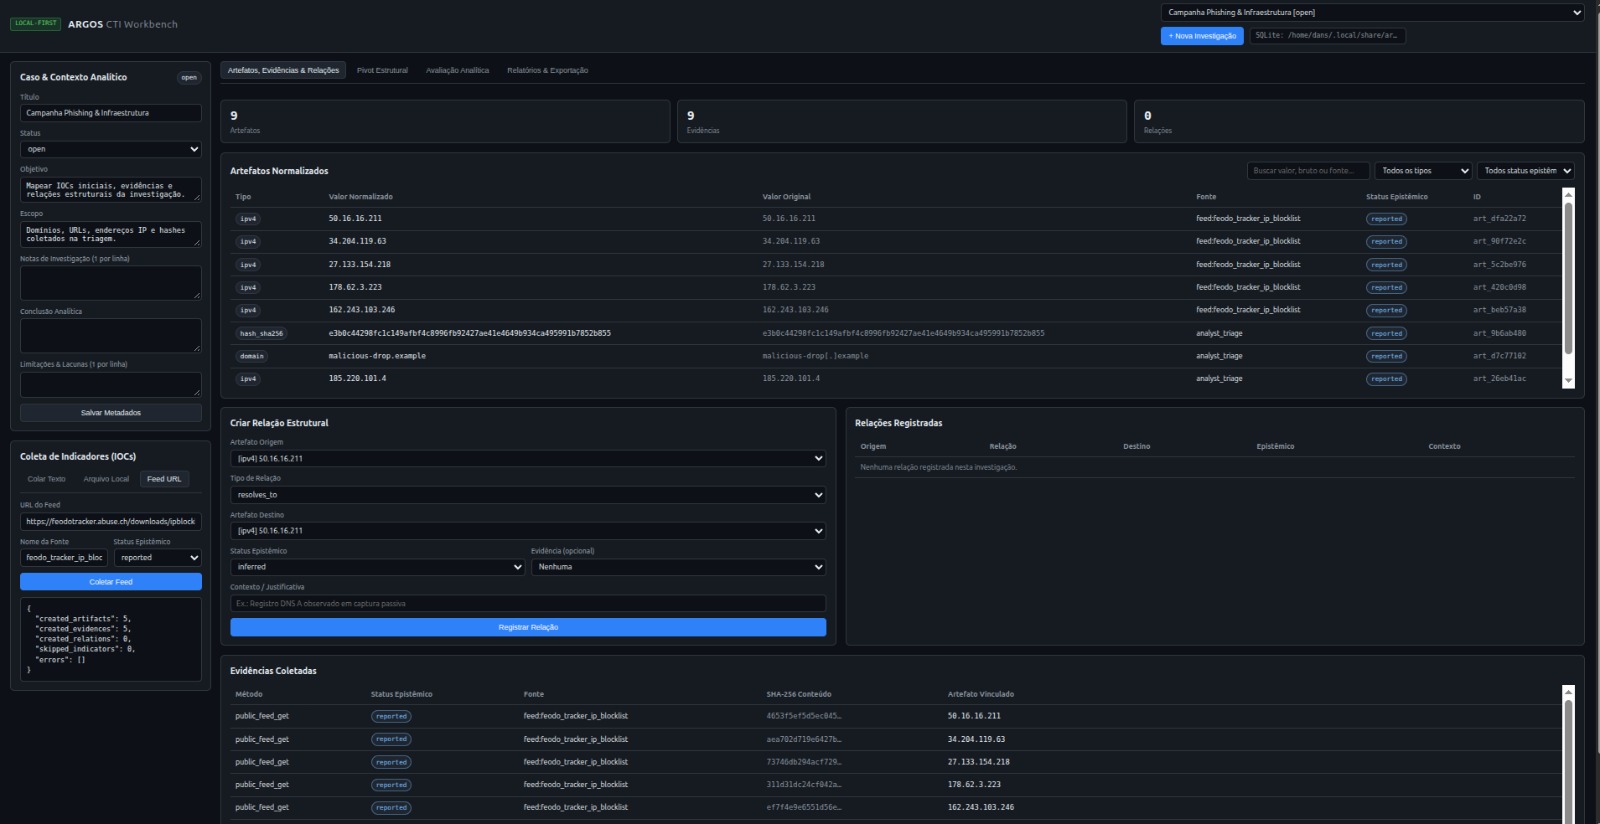 LOCAL-FIRST ARGOS CTI Workbench
Campanha Phishing & Infraestrutura [open]
+ Nova Investigação SQLite: /home/dans/.local/share/ar…
Caso & Contexto Analítico open
Título
Campanha Phishing & Infraestrutura
Status
open
Objetivo
Mapear IOCs iniciais, evidências e
relações estruturais da investigação.
Escopo
Domínios, URLs, endereços IP e hashes
coletados na triagem.
Notas de Investigação (1 por linha)
Conclusão Analítica
Limitações & Lacunas (1 por linha)
Salvar Metadados
Coleta de Indicadores (IOCs)
Colar Texto Arquivo Local Feed URL
URL do Feed
https://feodotracker.abuse.ch/downloads/ipblock
Nome da Fonte Status Epistêmico
feodo_tracker_ip_bloc reported
Coletar Feed
{
"created_artifacts": 5,
"created_evidences": 5,
"created_relations": 0,
"skipped_indicators": 0,
"errors": []
}
Artefatos, Evidências & Relações Pivot Estrutural Avaliação Analítica Relatórios & Exportação
9
Artefatos
9
Evidências
0
Relações
Artefatos Normalizados Buscar valor, bruto ou fonte... Todos os tipos Todos status epistêm
Tipo Valor Normalizado Valor Original Fonte Status Epistêmico ID
ipv4 50.16.16.211 50.16.16.211 feed:feodo_tracker_ip_blocklist reported art_dfa22a72
ipv4 34.204.119.63 34.204.119.63 feed:feodo_tracker_ip_blocklist reported art_90f72e2c
ipv4 27.133.154.218 27.133.154.218 feed:feodo_tracker_ip_blocklist reported art_5c2be976
ipv4 178.62.3.223 178.62.3.223 feed:feodo_tracker_ip_blocklist reported art_420c0d98
ipv4 162.243.103.246 162.243.103.246 feed:feodo_tracker_ip_blocklist reported art_beb57a38
hash_sha256 e3b0c44298fc1c149afbf4c8996fb92427ae41e4649b934ca495991b7852b855 e3b0c44298fc1c149afbf4c8996fb92427ae41e4649b934ca495991b7852b855 analyst_triage reported art_9b6ab480
domain malicious-drop.example malicious-drop[.]example analyst_triage reported art_d7c77102
ipv4 185.220.101.4 185.220.101.4 analyst_triage reported art_26eb41ac
Criar Relação Estrutural
Artefato Origem
[ipv4] 50.16.16.211
Tipo de Relação
resolves_to
Artefato Destino
[ipv4] 50.16.16.211
Status Epistêmico Evidência (opcional)
inferred Nenhuma
Contexto / Justificativa
Ex.: Registro DNS A observado em captura passiva
Registrar Relação
Relações Registradas
Origem Relação Destino Epistêmico Contexto
Nenhuma relação registrada nesta investigação.
Evidências Coletadas
Método Status Epistêmico Fonte SHA-256 Conteúdo Artefato Vinculado
public_feed_get reported feed:feodo_tracker_ip_blocklist 4653f5ef5d5ec045… 50.16.16.211
public_feed_get reported feed:feodo_tracker_ip_blocklist aea702d719e6427b… 34.204.119.63
public_feed_get reported feed:feodo_tracker_ip_blocklist 73746db294acf729… 27.133.154.218
public_feed_get reported feed:feodo_tracker_ip_blocklist 311d31dc24cf042a… 178.62.3.223
public_feed_get reported feed:feodo_tracker_ip_blocklist ef7f4e9e6551d56e… 162.243.103.246